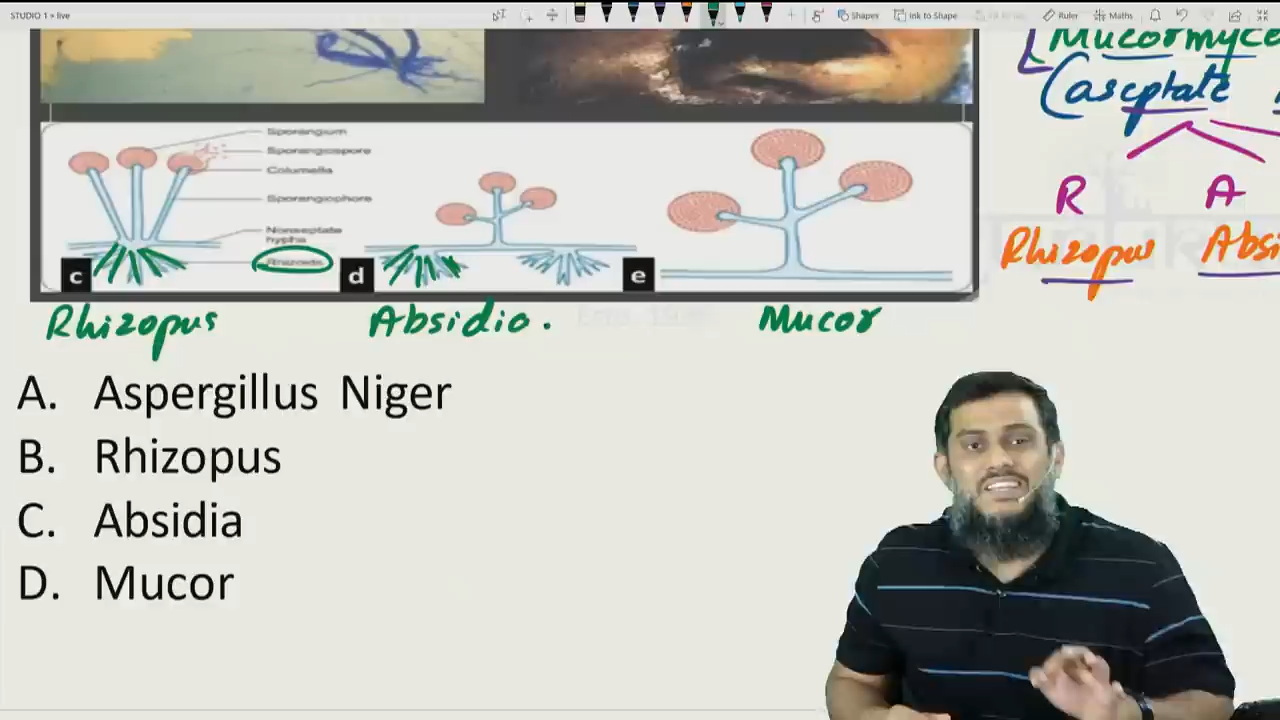 STUDIO 1 > live
Shapes
Ink to Shape
Ruler
Maths
Mucormyce
(aseptate
R
A
Rhizopus
Absi
Sporangium
Sporangiospore
Columella
Sporangiophore
Nonseptate
hypha
Rhizoids
c
d
e
Rhizopus
Absidia.
Mucor
A. Aspergillus Niger
B. Rhizopus
C. Absidia
D. Mucor